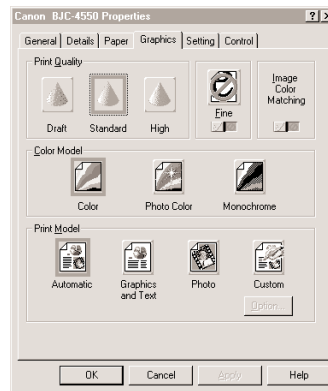 Canon BJC-4550 Properties
General Details Paper Graphics Setting Control
Print Quality
Draft Standard High
Fine
Image
Color
Matching
Color Model
Color Photo Color Monochrome
Print Model
Automatic Graphics
and Text Photo Custom
Option...
OK Cancel Apply Help